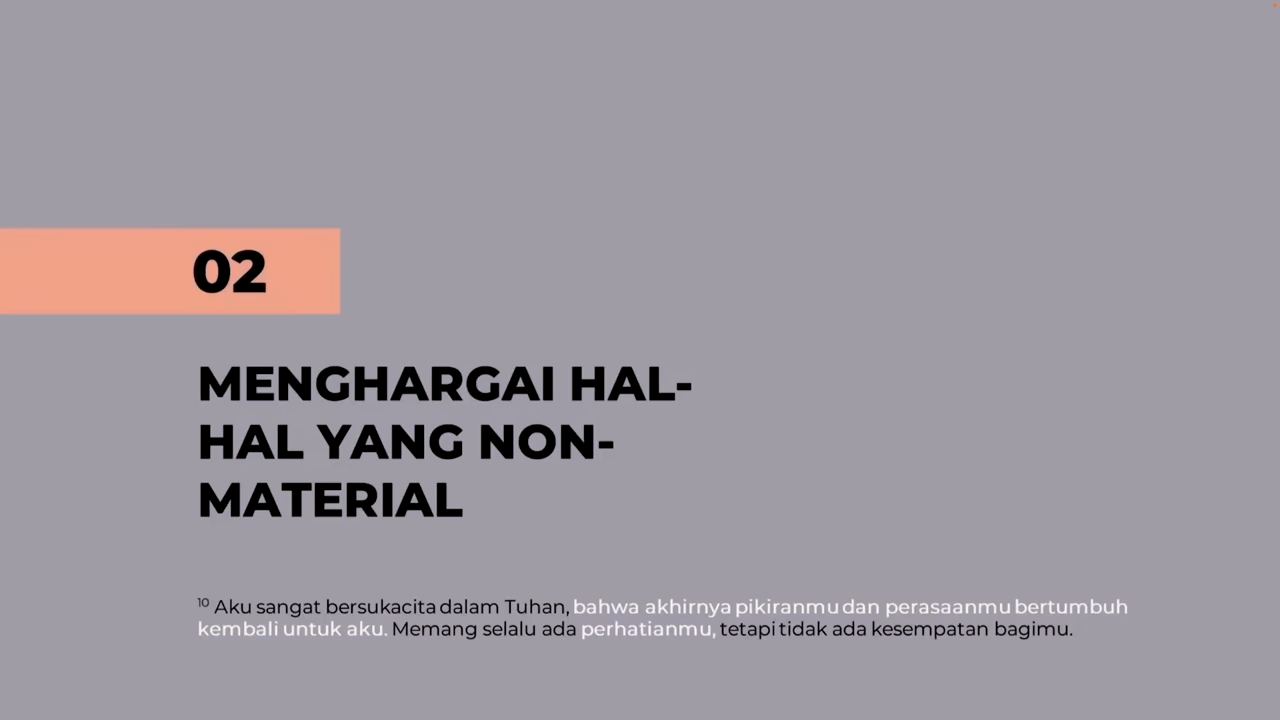 02
MENGHARGAI HAL-
HAL YANG NON-
MATERIAL
¹⁰ Aku sangat bersukacita dalam Tuhan, bahwa akhirnya pikiranmu dan perasaanmu bertumbuh
kembali untuk aku. Memang selalu ada perhatianmu, tetapi tidak ada kesempatan bagimu.